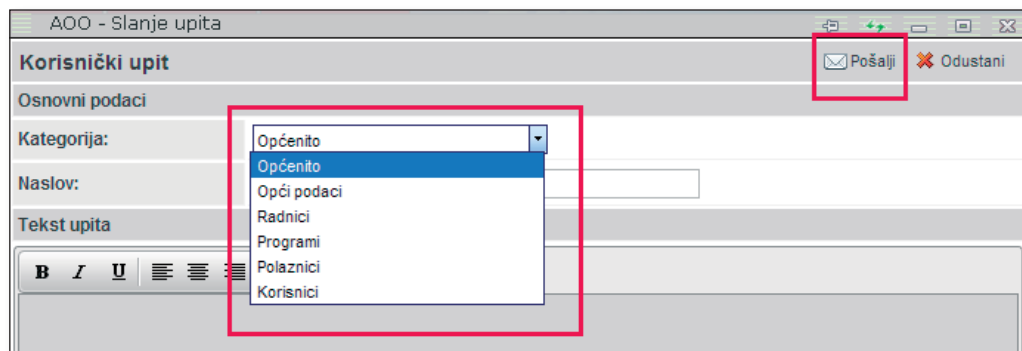 AOO - Slanje upita
Korisnički upit
Pošalji
Odustani
Osnovni podaci
Kategorija:
Općenito
Općenito
Opći podaci
Radnici
Programi
Polaznici
Korisnici
Naslov:
Tekst upita
B I U